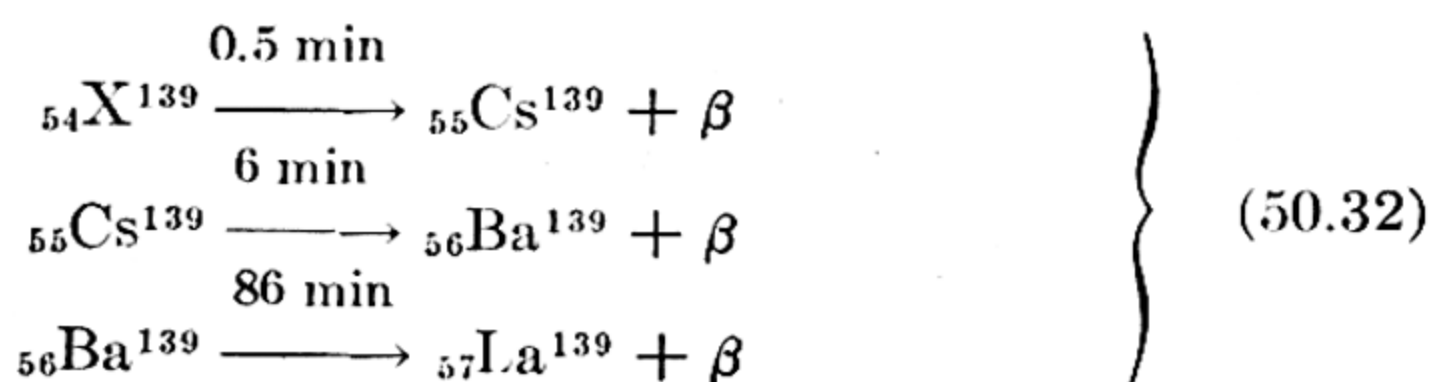 0.5 min
₅₄X¹³⁹ ⟶ ₅₅Cs¹³⁹ + β
6 min
₅₅Cs¹³⁹ ⟶ ₅₆Ba¹³⁹ + β (50.32)
86 min
₅₆Ba¹³⁹ ⟶ ₅₇La¹³⁹ + β